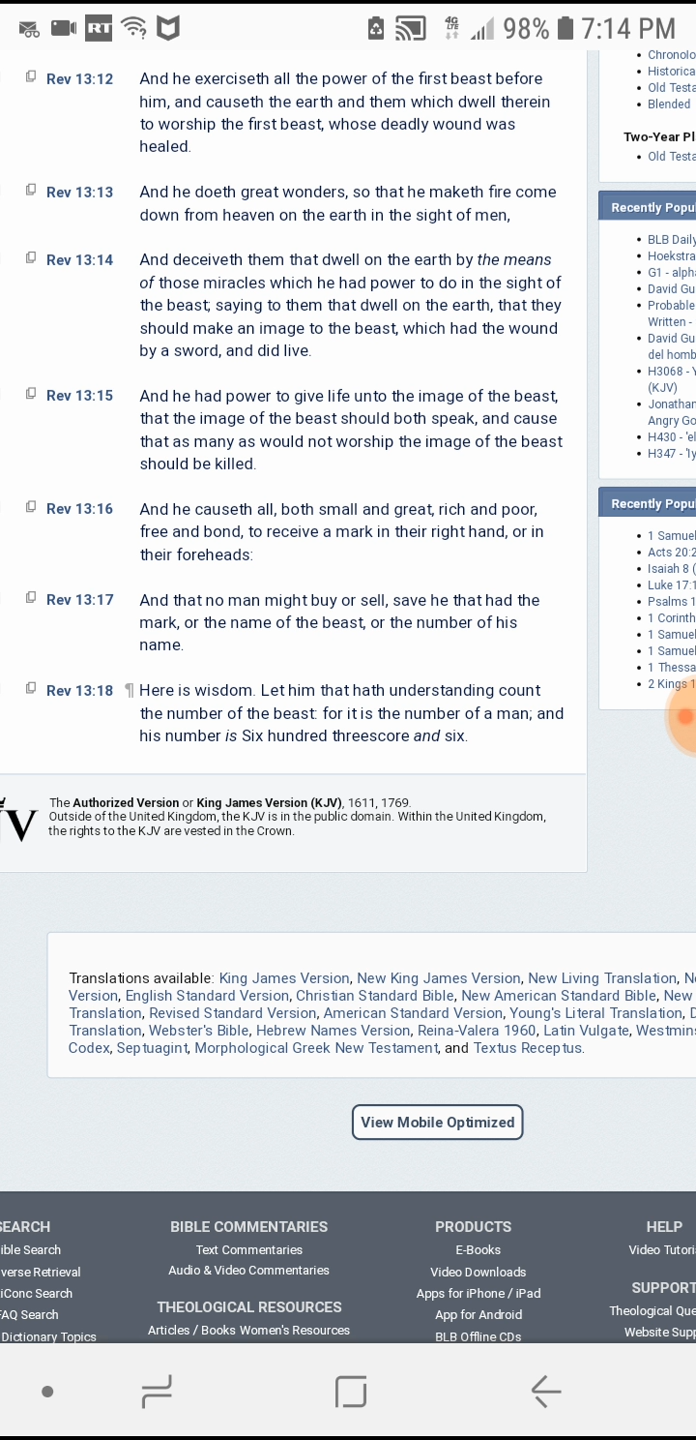 RT 4G LTE 98% 7:14 PM
Rev 13:12 And he exerciseth all the power of the first beast before
him, and causeth the earth and them which dwell therein
to worship the first beast, whose deadly wound was
healed.
Rev 13:13 And he doeth great wonders, so that he maketh fire come
down from heaven on the earth in the sight of men,
Rev 13:14 And deceiveth them that dwell on the earth by the means
of those miracles which he had power to do in the sight of
the beast; saying to them that dwell on the earth, that they
should make an image to the beast, which had the wound
by a sword, and did live.
Rev 13:15 And he had power to give life unto the image of the beast,
that the image of the beast should both speak, and cause
that as many as would not worship the image of the beast
should be killed.
Rev 13:16 And he causeth all, both small and great, rich and poor,
free and bond, to receive a mark in their right hand, or in
their foreheads:
Rev 13:17 And that no man might buy or sell, save he that had the
mark, or the name of the beast, or the number of his
name.
Rev 13:18 ¶ Here is wisdom. Let him that hath understanding count
the number of the beast: for it is the number of a man; and
his number is Six hundred threescore and six.
V
The Authorized Version or King James Version (KJV), 1611, 1769.
Outside of the United Kingdom, the KJV is in the public domain. Within the United Kingdom,
the rights to the KJV are vested in the Crown.
• Chronolo
• Historica
• Old Testa
• Blended
Two-Year Pl
• Old Testa
Recently Popu
• BLB Daily
• Hoekstra
• G1 - alpha
• David Gu
• Probable
Written -
• David Gu
del homb
• H3068 - Y
(KJV)
• Jonathan
Angry Go
• H430 - 'el
• H347 - 'Iy
Recently Popu
• 1 Samuel
• Acts 20:2
• Isaiah 8 (
• Luke 17:1
• Psalms 1
• 1 Corinth
• 1 Samuel
• 1 Samuel
• 1 Thessa
• 2 Kings 1
Translations available: King James Version, New King James Version, New Living Translation, N
Version, English Standard Version, Christian Standard Bible, New American Standard Bible, New
Translation, Revised Standard Version, American Standard Version, Young's Literal Translation, D
Translation, Webster's Bible, Hebrew Names Version, Reina-Valera 1960, Latin Vulgate, Westmins
Codex, Septuagint, Morphological Greek New Testament, and Textus Receptus.
View Mobile Optimized
SEARCH
ible Search
verse Retrieval
iConc Search
FAQ Search
Dictionary Topics
BIBLE COMMENTARIES
Text Commentaries
Audio & Video Commentaries
THEOLOGICAL RESOURCES
Articles / Books Women's Resources
PRODUCTS
E-Books
Video Downloads
Apps for iPhone / iPad
App for Android
BLB Offline CDs
HELP
Video Tutori
SUPPORT
Theological Que
Website Supp